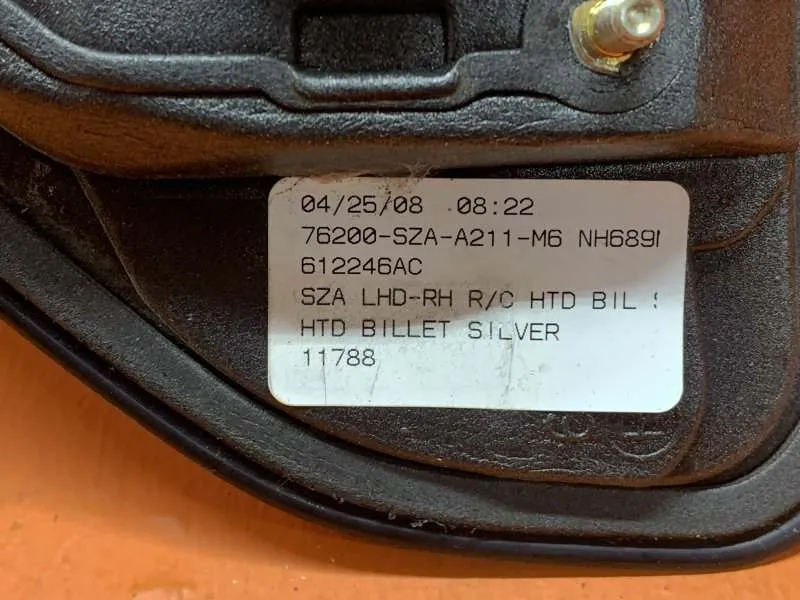 04/25/08 08:22
76200-SZA-A211-M6 NH689M
612246AC
SZA LHD-RH R/C HTD BIL S
HTD BILLET SILVER
11788